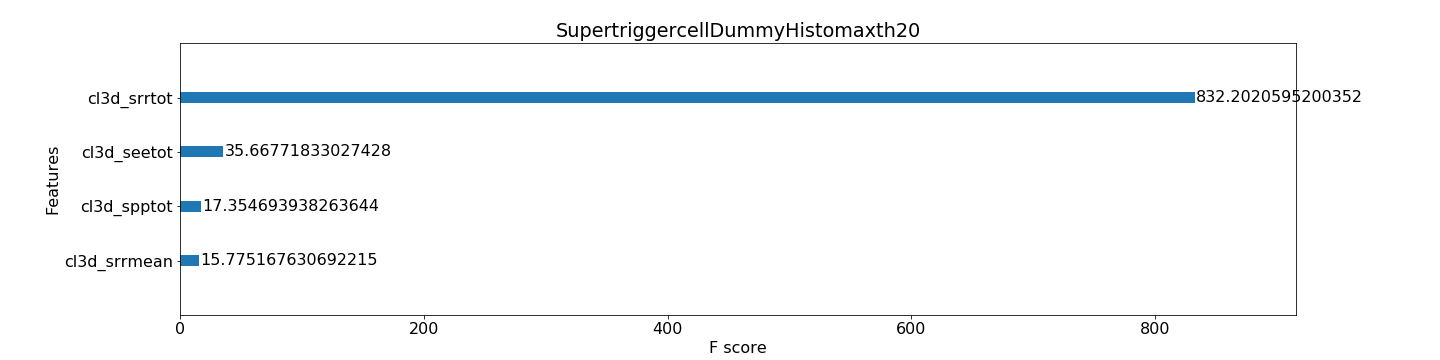 SupertriggercellDummyHistomaxth20
cl3d_srrtot 832.2020595200352
cl3d_seetot 35.66771833027428
cl3d_spptot 17.354693938263644
cl3d_srrmean 15.775167630692215
Features
0 200 400 600 800
F score